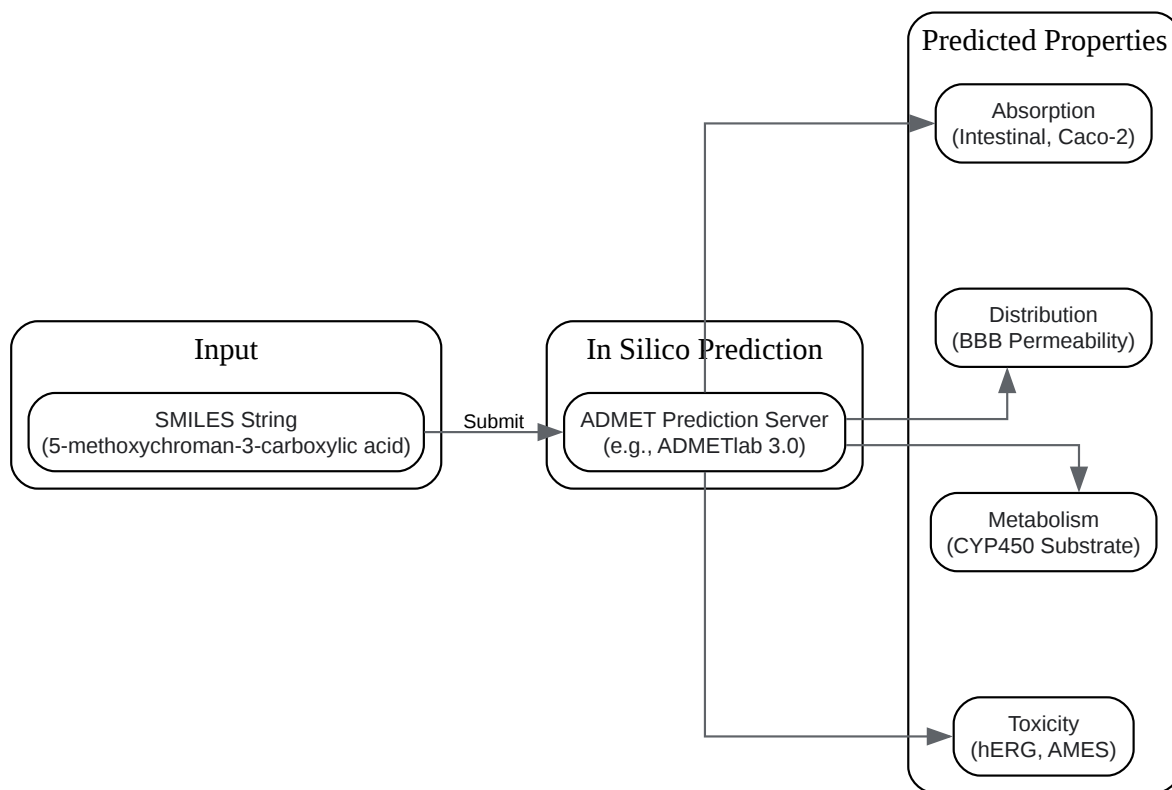 Predicted Properties
Absorption
(Intestinal, Caco-2)
Distribution
(BBB Permeability)
Input
In Silico Prediction
SMILES String
(5-methoxychroman-3-carboxylic acid)
Submit
ADMET Prediction Server
(e.g., ADMETlab 3.0)
Metabolism
(CYP450 Substrate)
Toxicity
(hERG, AMES)